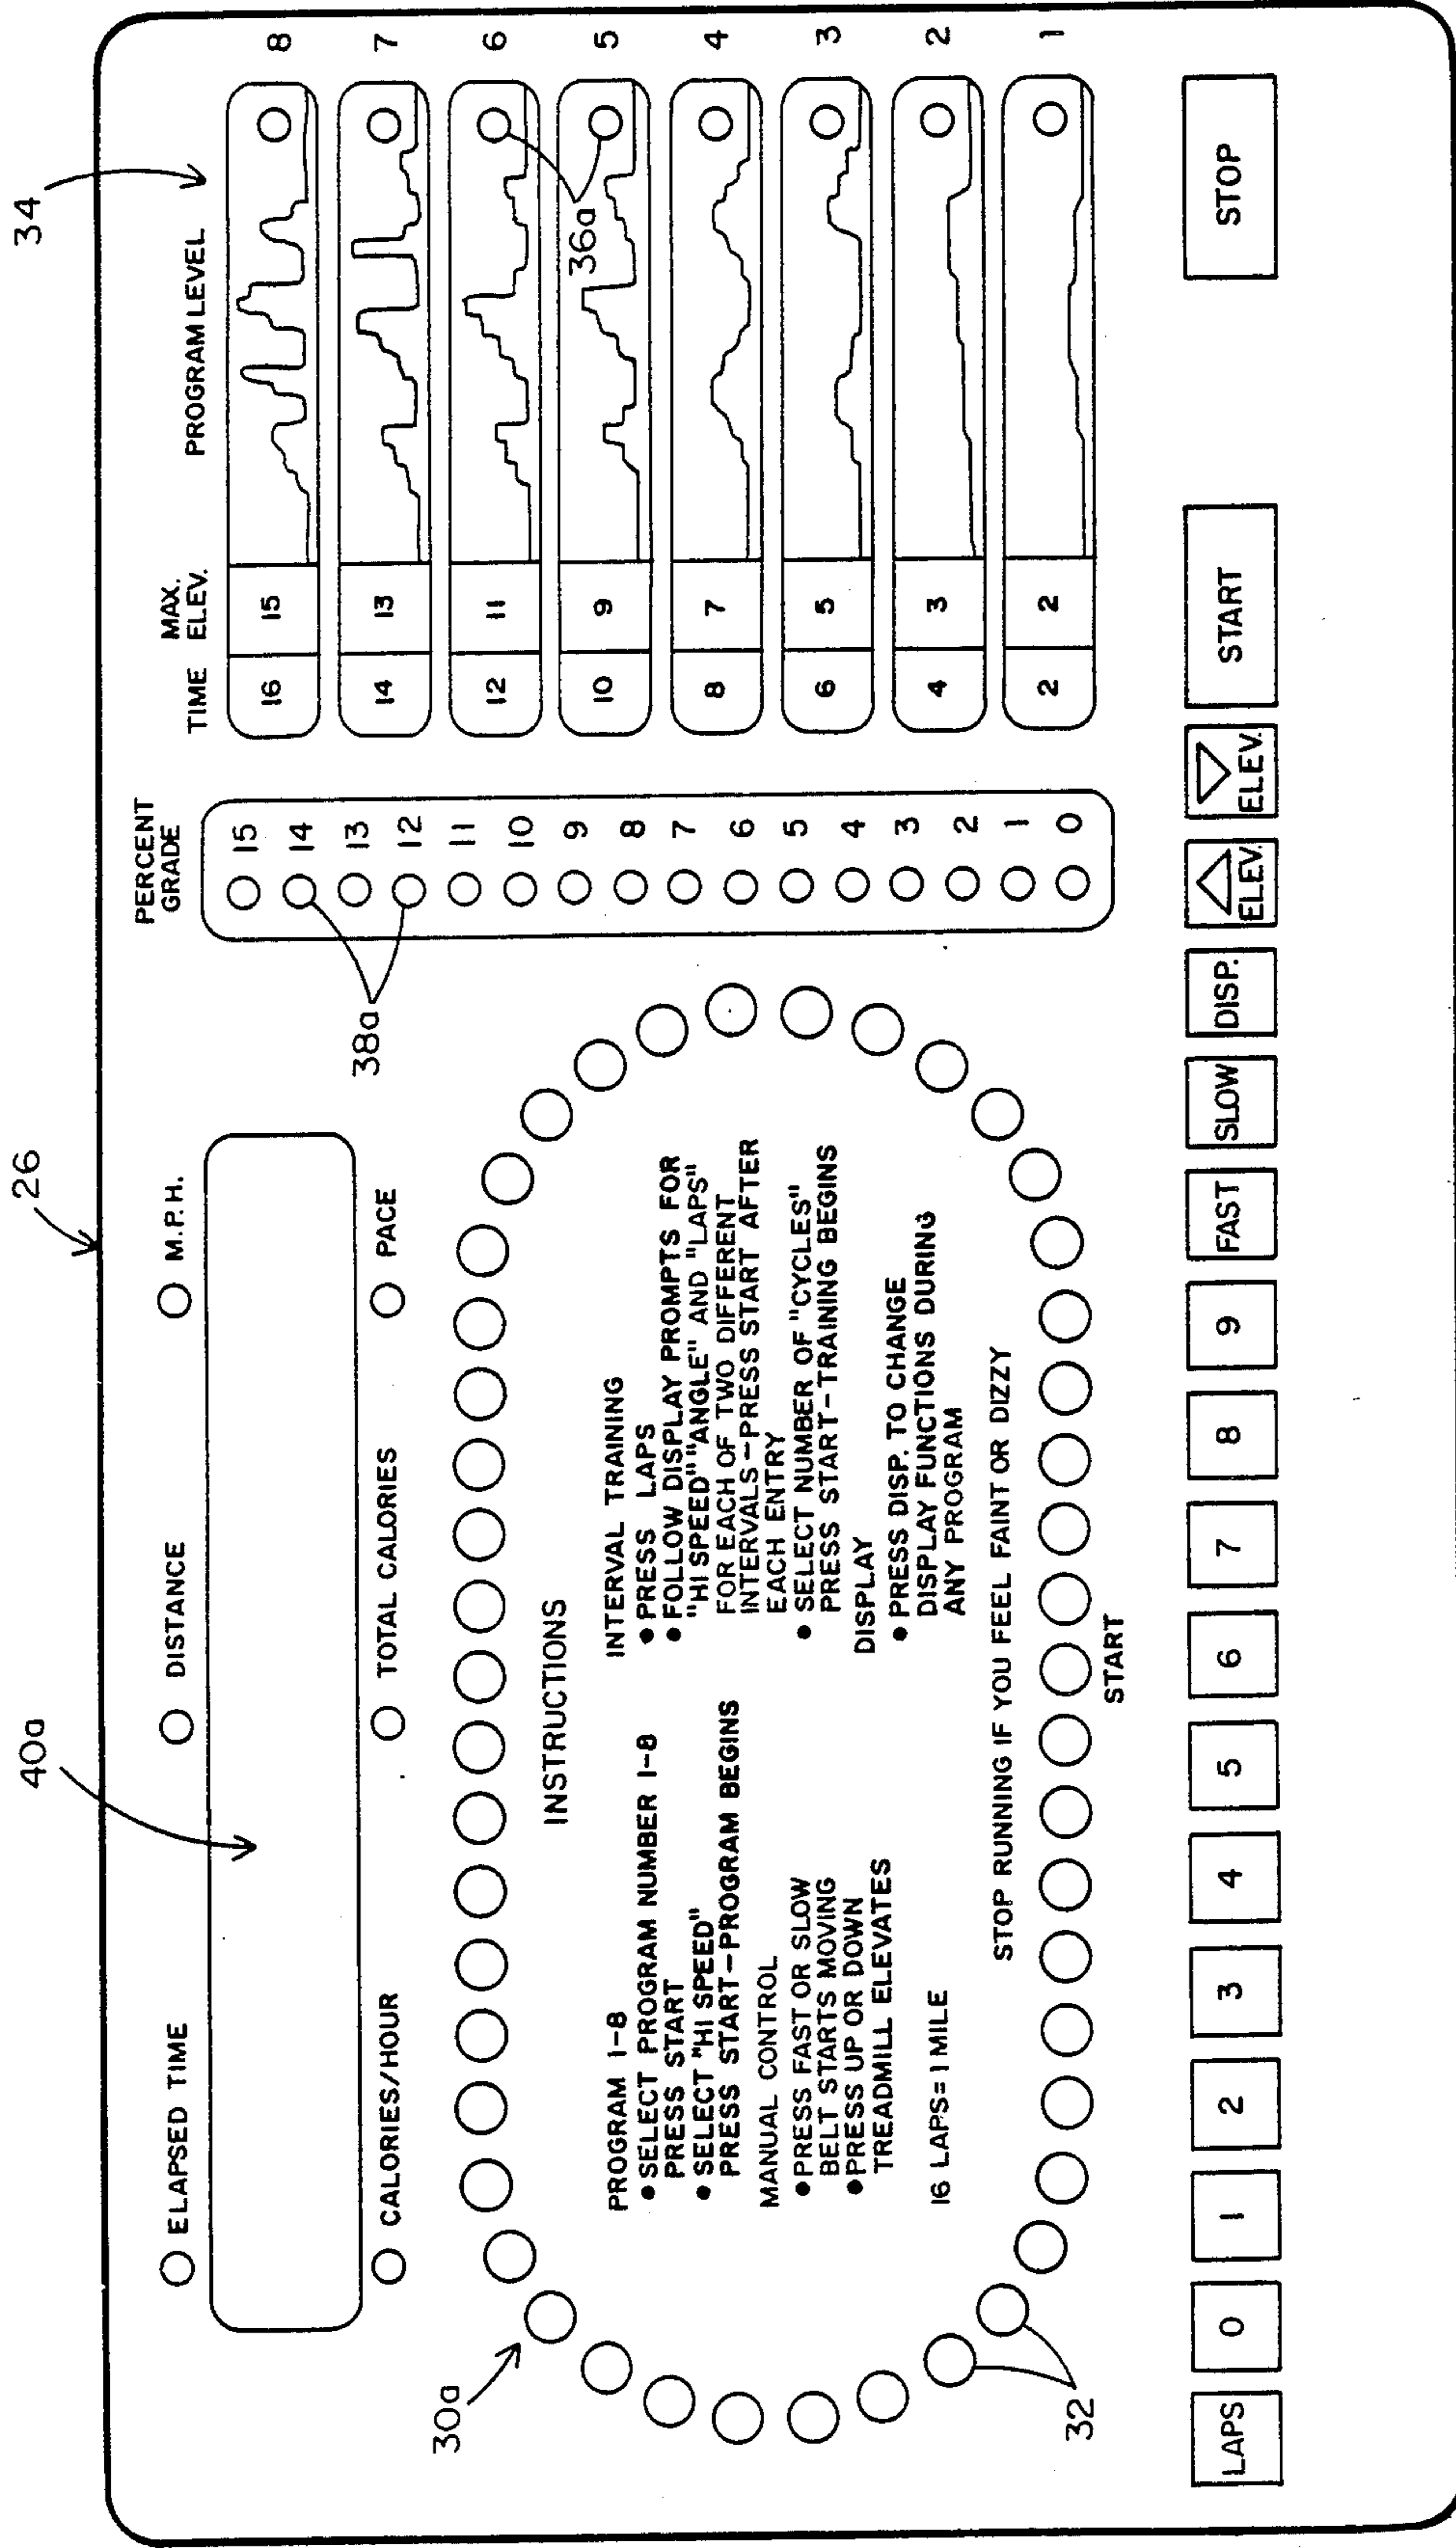 26
34
40a
○ ELAPSED TIME
○ DISTANCE
○ M.P.H.
○ CALORIES/HOUR
○ TOTAL CALORIES
○ PACE
30a
INSTRUCTIONS
PROGRAM 1-8
● SELECT PROGRAM NUMBER 1-8
PRESS START
● SELECT "HI SPEED"
PRESS START-PROGRAM BEGINS
MANUAL CONTROL
● PRESS FAST OR SLOW
BELT STARTS MOVING
● PRESS UP OR DOWN
TREADMILL ELEVATES
16 LAPS=1 MILE
INTERVAL TRAINING
● PRESS LAPS
● FOLLOW DISPLAY PROMPTS FOR
"HI SPEED" "ANGLE" AND "LAPS"
FOR EACH OF TWO DIFFERENT
INTERVALS-PRESS START AFTER
EACH ENTRY
● SELECT NUMBER OF "CYCLES"
PRESS START-TRAINING BEGINS
DISPLAY
● PRESS DISP. TO CHANGE
DISPLAY FUNCTIONS DURING
ANY PROGRAM
STOP RUNNING IF YOU FEEL FAINT OR DIZZY
START
32
PERCENT
GRADE
15
14
13
12
11
10
9
8
7
6
5
4
3
2
1
0
38a
TIME
MAX.
ELEV.
PROGRAM LEVEL
16 15 8
14 13 7
12 11 6
10 9 5
8 7 4
6 5 3
4 3 2
2 2 1
36a
LAPS 0 1 2 3 4 5 6 7 8 9 FAST SLOW DISP. △ ELEV. ▽ ELEV. START STOP